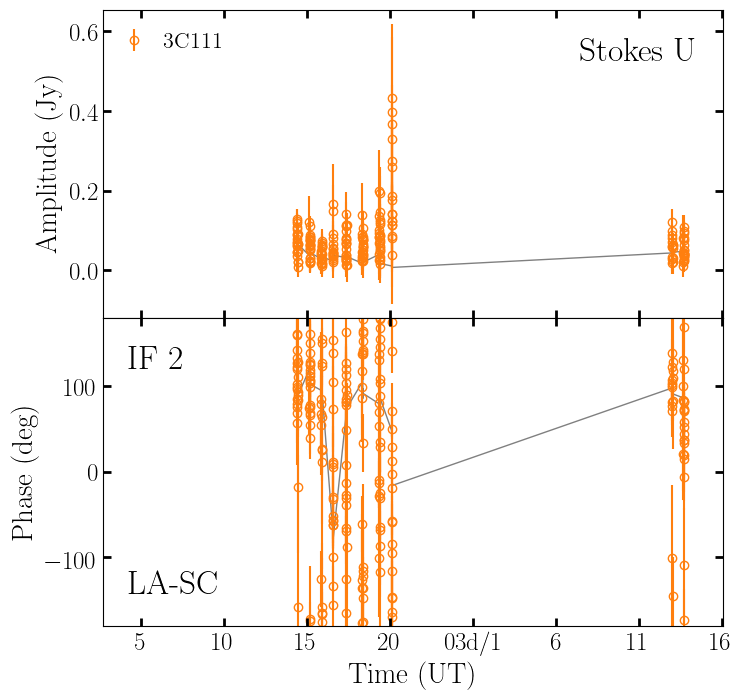 0.6
0.4
0.2
0.0
Amplitude (Jy)
3C111
Stokes U
IF 2
LA-SC
100
0
−100
Phase (deg)
5 10 15 20 03d/1 6 11 16
Time (UT)